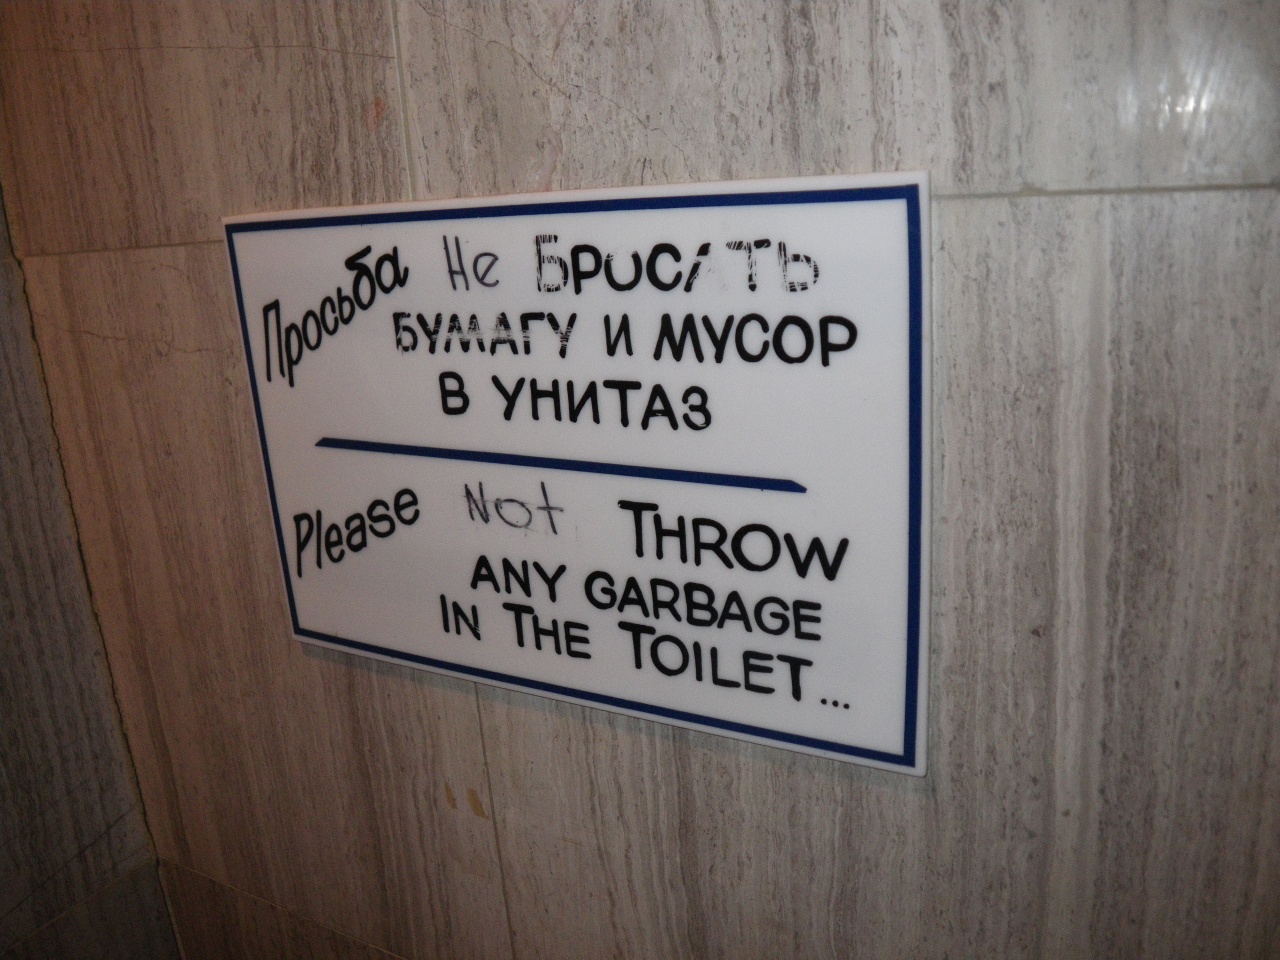 Просьба Не БРОСАТЬ
БУМАГУ И МУСОР
В УНИТАЗ
Please Not THROW
ANY GARBAGE
IN THE TOILET...